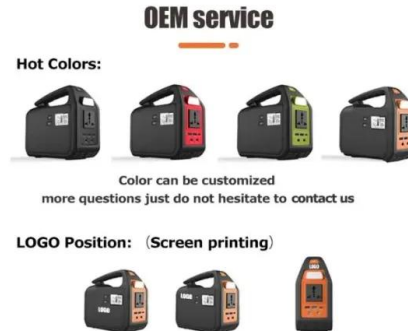 OEM service
Hot Colors:
Color can be customized
more questions just do not hesitate to contact us
LOGO Position: （Screen printing）
LOGO
LOGO
LOGO